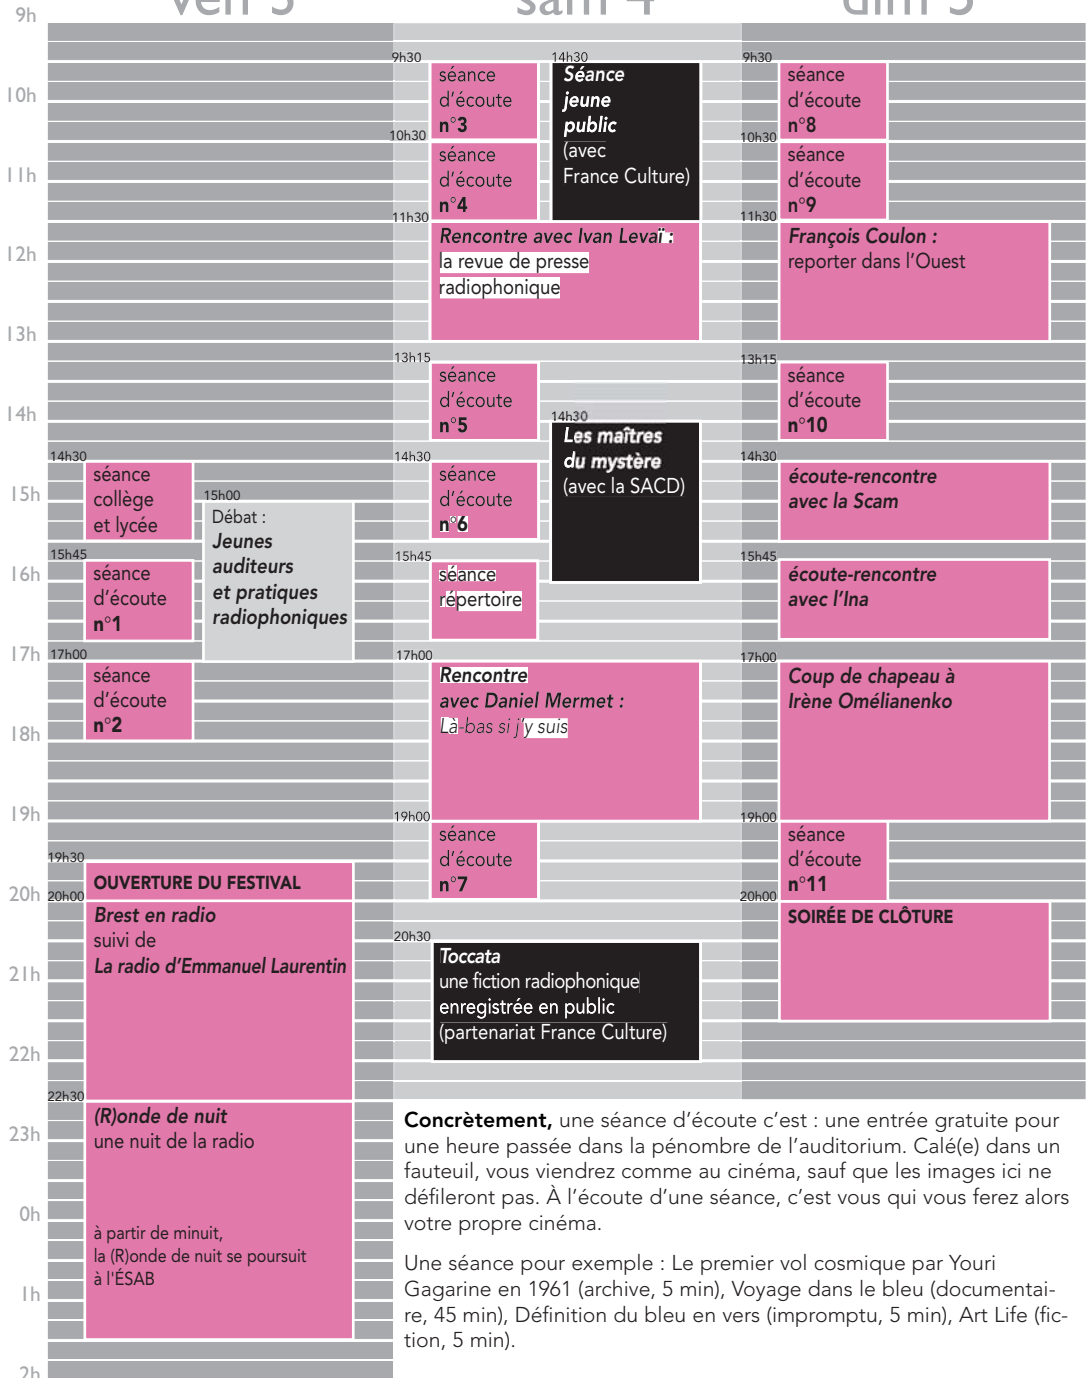 ven 3
sam 4
dim 5
9h
10h
11h
12h
13h
14h
15h
16h
17h
18h
19h
20h
21h
22h
23h
0h
1h
2h
14h30
séance
collège
et lycée
15h00
Débat :
Jeunes
auditeurs
et pratiques
radiophoniques
15h45
séance
d'écoute
n°1
17h00
séance
d'écoute
n°2
19h30
OUVERTURE DU FESTIVAL
20h00
Brest en radio
suivi de
La radio d'Emmanuel Laurentin
22h30
(R)onde de nuit
une nuit de la radio
à partir de minuit,
la (R)onde de nuit se poursuit
à l'ÉSAB
9h30
séance
d'écoute
n°3
14h30
Séance
jeune
public
(avec
France Culture)
10h30
séance
d'écoute
n°4
11h30
Rencontre avec Ivan Levaï :
la revue de presse
radiophonique
13h15
séance
d'écoute
n°5
14h30
Les maîtres
du mystère
(avec la SACD)
14h30
séance
d'écoute
n°6
15h45
séance
répertoire
17h00
Rencontre
avec Daniel Mermet :
Là-bas si j'y suis
19h00
séance
d'écoute
n°7
20h30
Toccata
une fiction radiophonique
enregistrée en public
(partenariat France Culture)
9h30
séance
d'écoute
n°8
10h30
séance
d'écoute
n°9
11h30
François Coulon :
reporter dans l'Ouest
13h15
séance
d'écoute
n°10
14h30
écoute-rencontre
avec la Scam
15h45
écoute-rencontre
avec l'Ina
17h00
Coup de chapeau à
Irène Omélianenko
19h00
séance
d'écoute
n°11
20h00
SOIRÉE DE CLÔTURE
Concrètement, une séance d'écoute c'est : une entrée gratuite pour
une heure passée dans la pénombre de l'auditorium. Calé(e) dans un
fauteuil, vous viendrez comme au cinéma, sauf que les images ici ne
défileront pas. À l'écoute d'une séance, c'est vous qui vous ferez alors
votre propre cinéma.
Une séance pour exemple : Le premier vol cosmique par Youri
Gagarine en 1961 (archive, 5 min), Voyage dans le bleu (documentai-
re, 45 min), Définition du bleu en vers (impromptu, 5 min), Art Life (fic-
tion, 5 min).